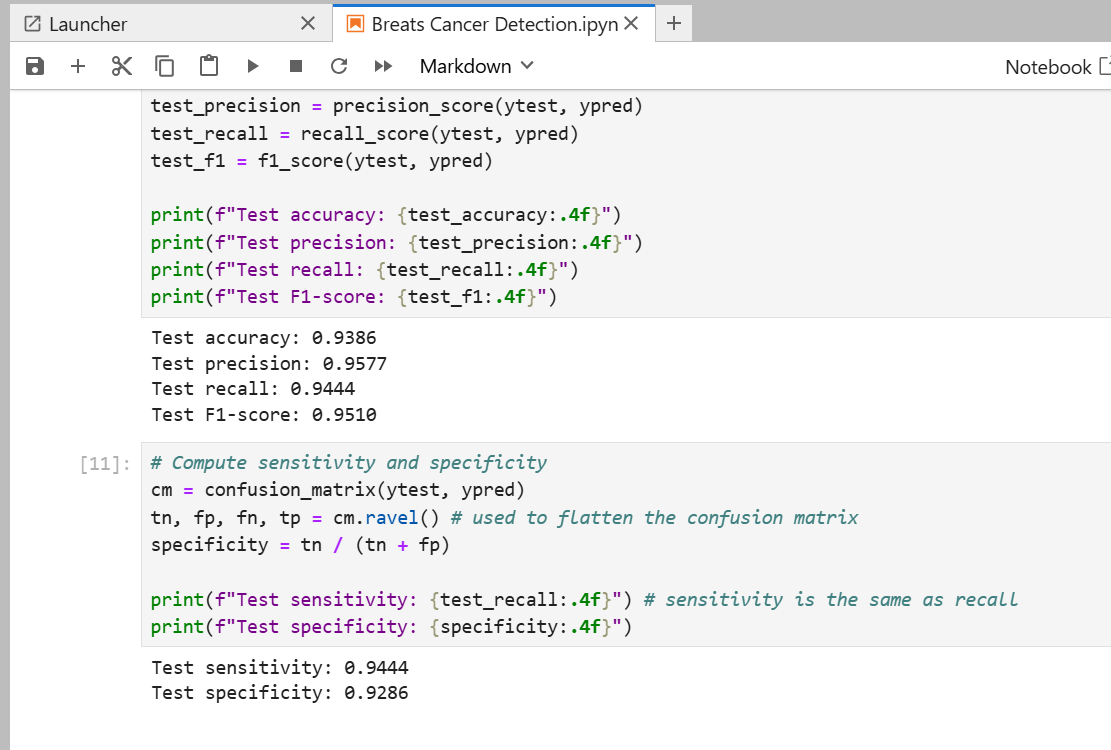 Launcher
Breats Cancer Detection.ipyn
Markdown
Notebook
test_precision = precision_score(ytest, ypred)
test_recall = recall_score(ytest, ypred)
test_f1 = f1_score(ytest, ypred)
print(f"Test accuracy: {test_accuracy:.4f}")
print(f"Test precision: {test_precision:.4f}")
print(f"Test recall: {test_recall:.4f}")
print(f"Test F1-score: {test_f1:.4f}")
Test accuracy: 0.9386
Test precision: 0.9577
Test recall: 0.9444
Test F1-score: 0.9510
[11]:
# Compute sensitivity and specificity
cm = confusion_matrix(ytest, ypred)
tn, fp, fn, tp = cm.ravel() # used to flatten the confusion matrix
specificity = tn / (tn + fp)
print(f"Test sensitivity: {test_recall:.4f}") # sensitivity is the same as recall
print(f"Test specificity: {specificity:.4f}")
Test sensitivity: 0.9444
Test specificity: 0.9286